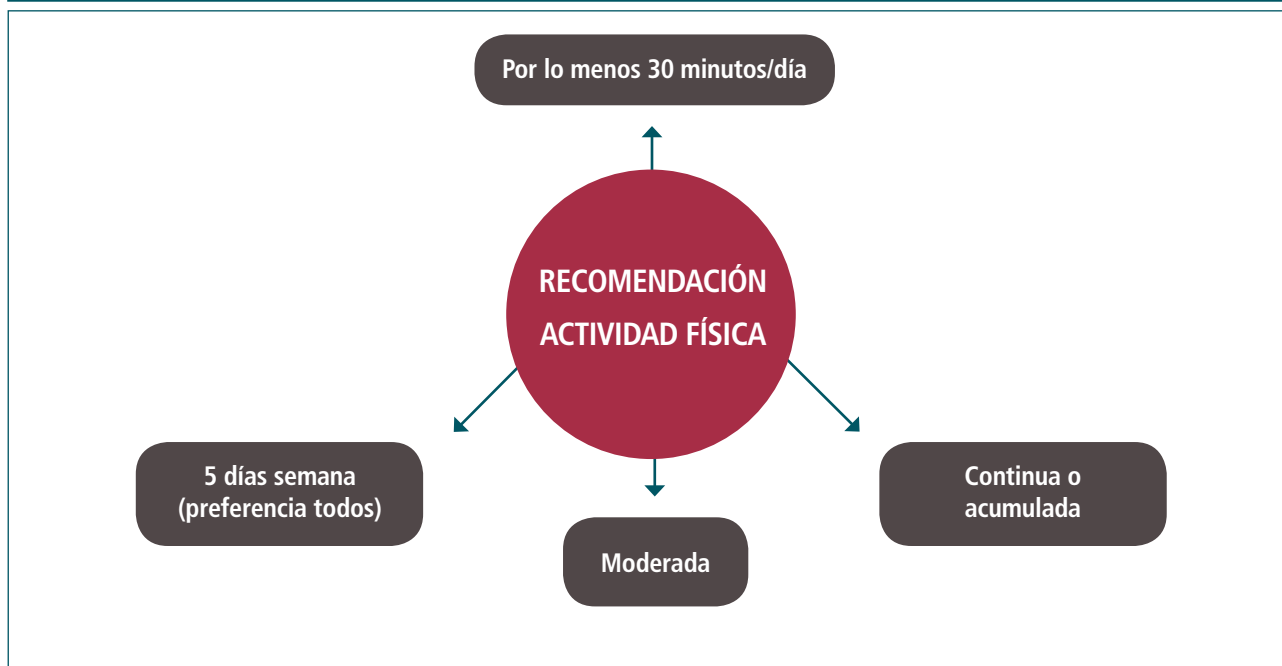 Por lo menos 30 minutos/día
RECOMENDACIÓN
ACTIVIDAD FÍSICA
5 días semana
(preferencia todos)
Continua o
acumulada
Moderada